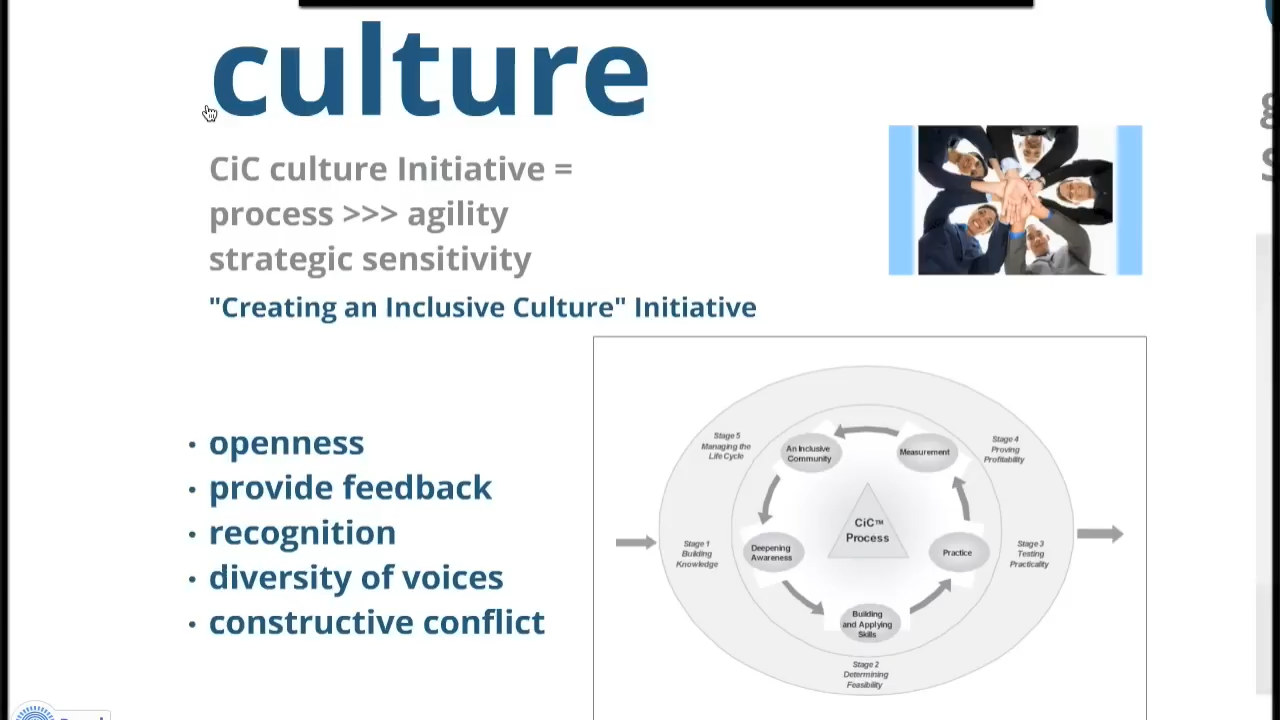 culture
CiC culture Initiative =
process >>> agility
strategic sensitivity
"Creating an Inclusive Culture" Initiative
· openness
· provide feedback
· recognition
· diversity of voices
· constructive conflict
Stage 5
Managing the
Life Cycle
An Inclusive
Community
Measurement
Stage 4
Proving
Profitability
CiC™
Process
Stage 1
Building
Knowledge
Deepening
Awareness
Practice
Stage 3
Testing
Practicality
Building
and Applying
Skills
Stage 2
Determining
Feasibility